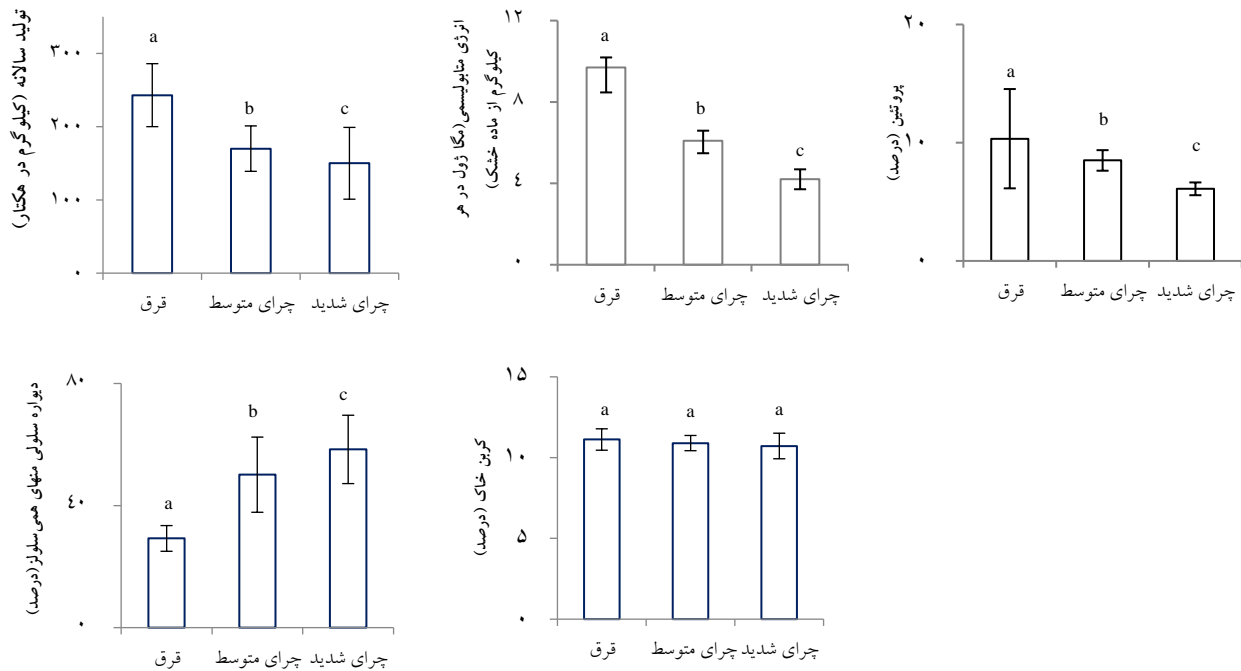 تولید سالانه (کیلوگرم در هکتار)
۳۰۰
۲۰۰
۱۰۰
۰
a
b
c
قرق
چرای متوسط
چرای شدید
انرژی متابولیسمی(مگا ژول در هر
کیلوگرم از ماده خشک)
۱۲
۸
٤
۰
a
b
c
قرق
چرای متوسط
چرای شدید
پروتئین (درصد)
۲۰
۱۰
۰
a
b
c
قرق
چرای متوسط
چرای شدید
دیواره سلولی منهای همی‌سلولز(درصد)
۸۰
٤۰
۰
a
b
c
قرق
چرای متوسط
چرای شدید
کربن خاک (درصد)
۱۵
۱۰
۵
۰
a
a
a
قرق
چرای متوسط
چرای شدید